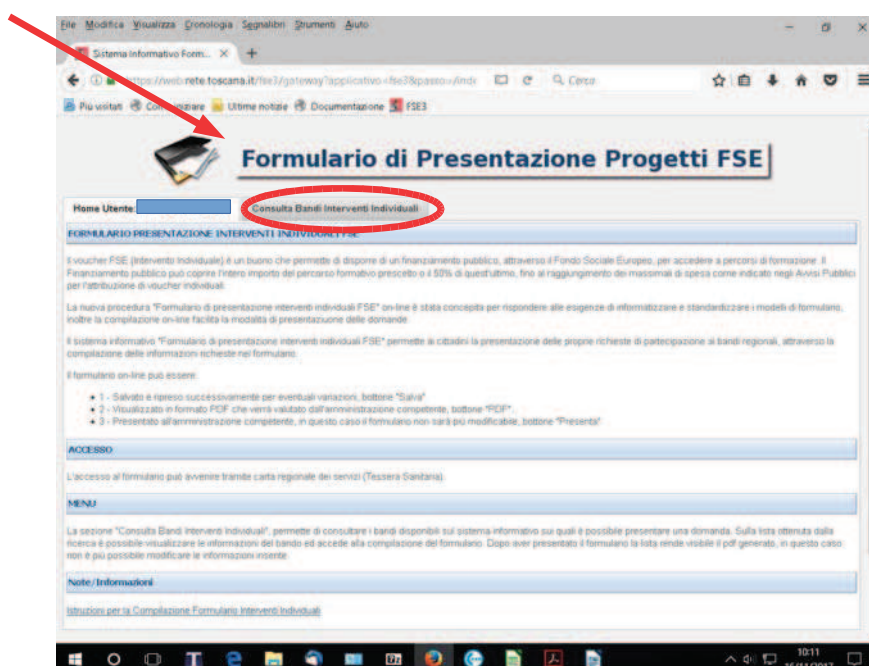 File Modifica Visualizza Cronologia Segnalibri Strumenti Aiuto
Sistema Informativo Form...
https://web.rete.toscana.it/fse3/gateway?applicativo=fse3&passo=/inde
Cerca
Più visitati Come iniziare Ultime notizie Documentazione FSE3
Formulario di Presentazione Progetti FSE
Home Utente: Consulta Bandi Interventi Individuali
FORMULARIO PRESENTAZIONE INTERVENTI INDIVIDUALI FSE
Il voucher FSE (Intervento Individuale) è un buono che permette di disporre di un finanziamento pubblico, attraverso il Fondo Sociale Europeo, per accedere a percorsi di formazione. Il
Finanziamento pubblico può coprire l'intero importo del percorso formativo prescelto o il 50% di quest'ultimo, fino al raggiungimento dei massimali di spesa come indicato negli Avvisi Pubblici
per l'attribuzione di voucher individuali.
La nuova procedura "Formulario di presentazione interventi individuali FSE" on-line è stata concepita per rispondere alle esigenze di informatizzare e standardizzare i modelli di formulario,
inoltre la compilazione on-line facilita la modalità di presentaziuone delle domande.
Il sistema informativo "Formulario di presentazione interventi individuali FSE" permette ai cittadini la presentazione delle proprie richieste di partecipazione ai bandi regionali, attraverso la
compilazione delle informazioni richieste nel formulario.
Il formulario on-line può essere:
1 - Salvato e ripreso successivamente per eventuali variazioni, bottone "Salva"
2 - Visualizzato in formato PDF che verrà valutato dall'amministrazione competente, bottone "PDF".
3 - Presentato all'amministrazione competente, in questo caso il formulario non sarà più modificabile, bottone "Presenta"
ACCESSO
L'accesso al formulario può avvenire tramite carta regionale dei servizi (Tessera Sanitaria).
MENU
La sezione "Consulta Bandi Interventi Individuali", permette di consultare i bandi disponibili sul sistema informativo sui quali è possibile presentare una domanda. Sulla lista ottenuta dalla
ricerca è possibile visualizzare le informazioni del bando ed accede alla compilazione del formulario. Dopo aver presentato il formulario la lista rende visibile il pdf generato, in questo caso
non è più possibile modificare le informazioni inserite.
Note/Informazioni
Istruzioni per la Compilazione Formulario Interventi Individuali
10:11